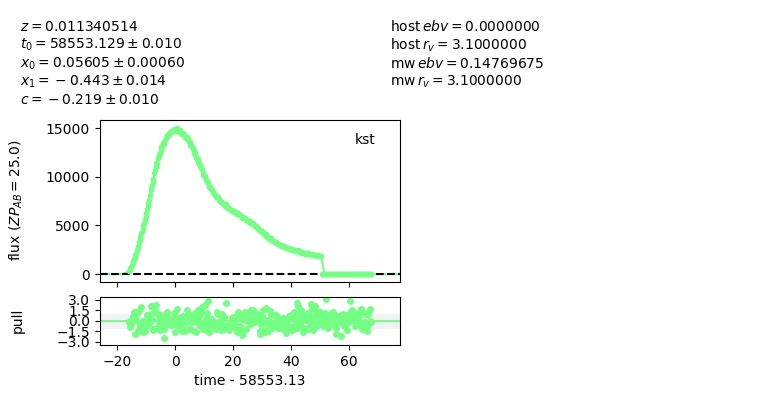 z = 0.011340514
t₀ = 58553.129 ± 0.010
x₀ = 0.05605 ± 0.00060
x₁ = −0.443 ± 0.014
c = −0.219 ± 0.010
host ebv = 0.0000000
host r_v = 3.1000000
mw ebv = 0.14769675
mw r_v = 3.1000000
kst
flux (ZP_AB = 25.0)
15000
10000
5000
0
pull
3.0
1.5
0.0
−1.5
−3.0
−20 0 20 40 60
time - 58553.13